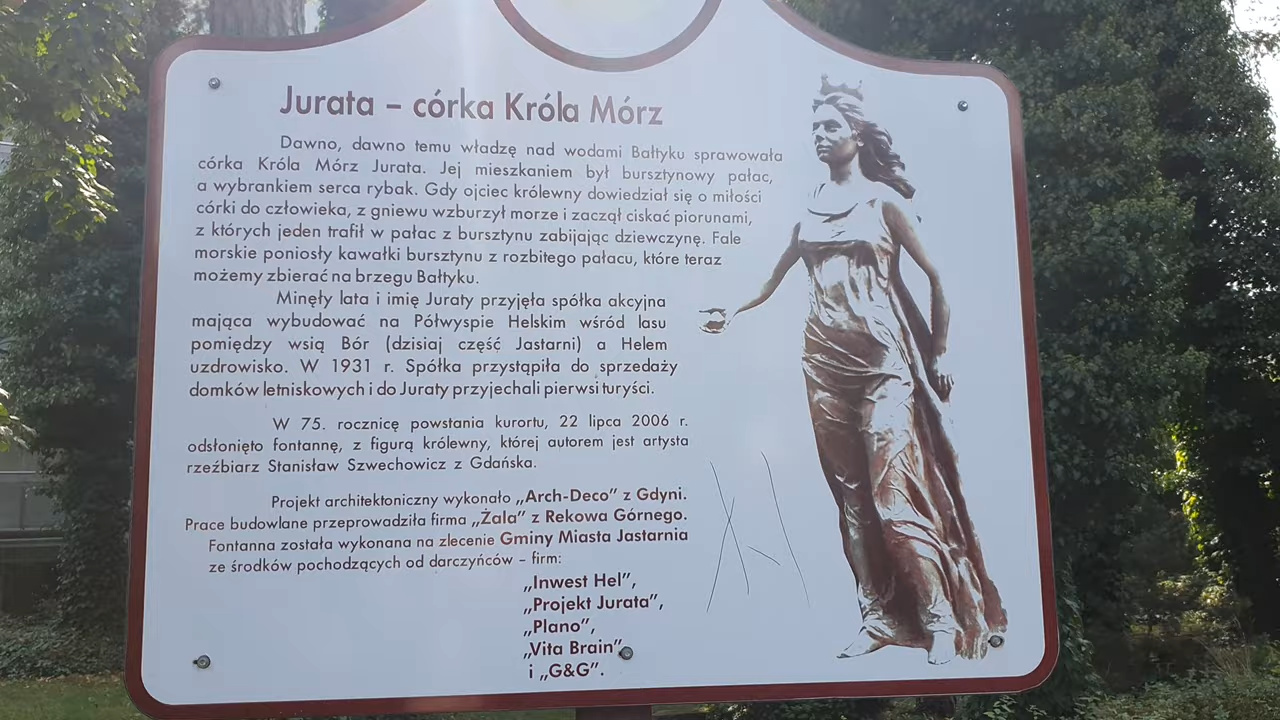 Jurata – córka Króla Mórz
Dawno, dawno temu władzę nad wodami Bałtyku sprawowała
córka Króla Mórz Jurata. Jej mieszkaniem był bursztynowy pałac,
a wybrankiem serca rybak. Gdy ojciec królewny dowiedział się o miłości
córki do człowieka, z gniewu wzburzył morze i zaczął ciskać piorunami,
z których jeden trafił w pałac z bursztynu zabijając dziewczynę. Fale
morskie poniosły kawałki bursztynu z rozbitego pałacu, które teraz
możemy zbierać na brzegu Bałtyku.
Minęły lata i imię Juraty przyjęła spółka akcyjna
mająca wybudować na Półwyspie Helskim wśród lasu
pomiędzy wsią Bór (dzisiaj część Jastarni) a Helem
uzdrowisko. W 1931 r. Spółka przystąpiła do sprzedaży
domków letniskowych i do Juraty przyjechali pierwsi turyści.
W 75. rocznicę powstania kurortu, 22 lipca 2006 r.
odsłonięto fontannę, z figurą królewny, której autorem jest artysta
rzeźbiarz Stanisław Szwechowicz z Gdańska.
Projekt architektoniczny wykonało „Arch-Deco” z Gdyni.
Prace budowlane przeprowadziła firma „Żala” z Rekowa Górnego.
Fontanna została wykonana na zlecenie Gminy Miasta Jastarnia
ze środków pochodzących od darczyńców – firm:
„Inwest Hel”,
„Projekt Jurata”,
„Plano”,
„Vita Brain”,
i „G&G”.